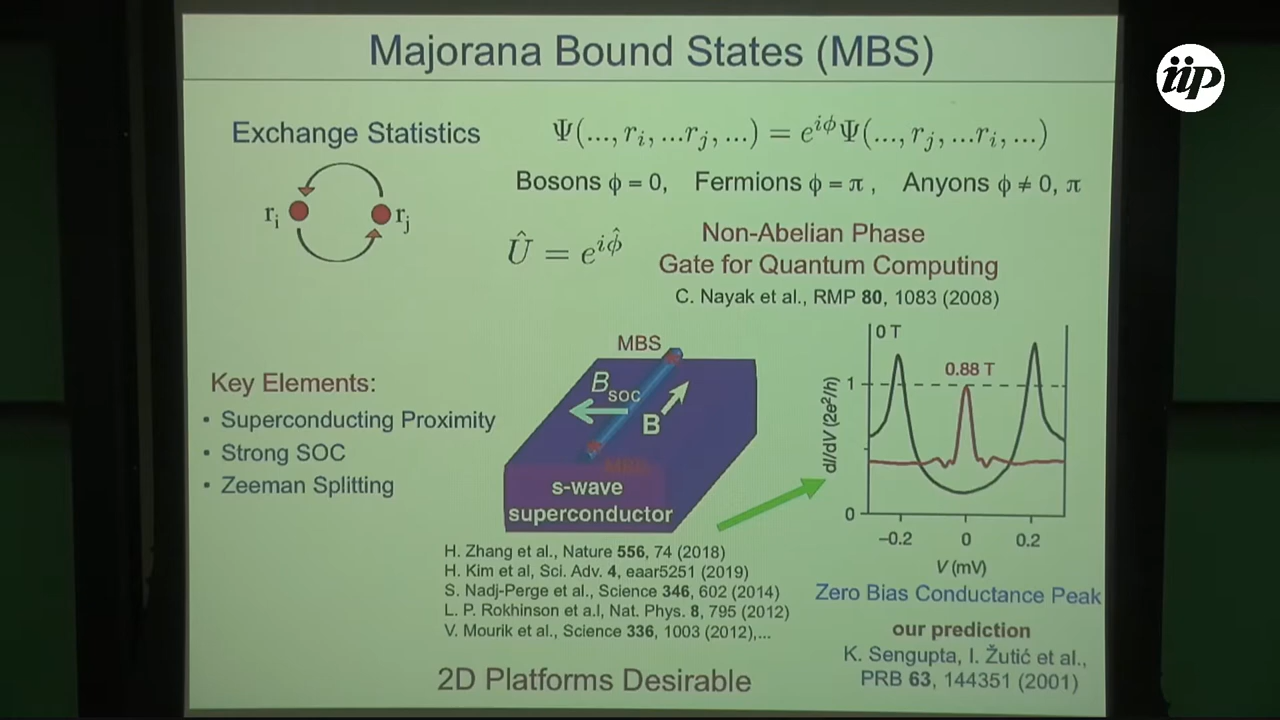 Majorana Bound States (MBS)
iip
Exchange Statistics
Ψ(..., r_i, ...r_j, ...) = e^{iϕ}Ψ(..., r_j, ...r_i, ...)
Bosons ϕ = 0, Fermions ϕ = π , Anyons ϕ ≠ 0, π
r_i
r_j
Û = e^{iϕ̂}
Non-Abelian Phase
Gate for Quantum Computing
C. Nayak et al., RMP 80, 1083 (2008)
Key Elements:
• Superconducting Proximity
• Strong SOC
• Zeeman Splitting
MBS
B_SOC
B
MBS
s-wave
superconductor
H. Zhang et al., Nature 556, 74 (2018)
H. Kim et al, Sci. Adv. 4, eaar5251 (2019)
S. Nadj-Perge et al., Science 346, 602 (2014)
L. P. Rokhinson et a.l, Nat. Phys. 8, 795 (2012)
V. Mourik et al., Science 336, 1003 (2012),...
2D Platforms Desirable
0 T
0.88 T
dI/dV (2e²/h)
1
0
−0.2 0 0.2
V (mV)
Zero Bias Conductance Peak
our prediction
K. Sengupta, I. Žutić et al.,
PRB 63, 144351 (2001)